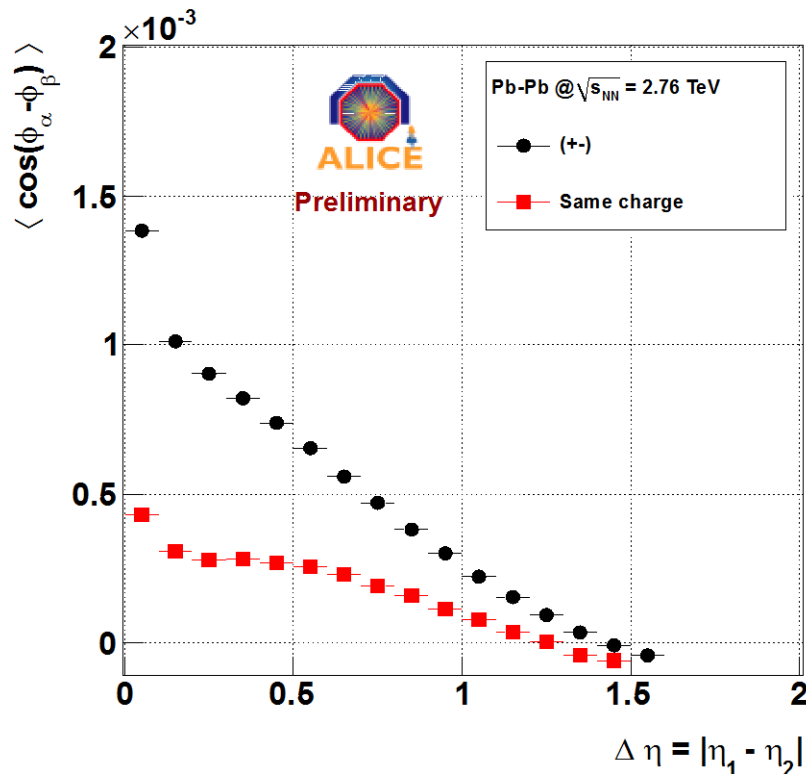 ×10⁻³
⟨ cos(ϕα-ϕβ) ⟩
2
1.5
1
0.5
0
0 0.5 1 1.5 2
Δ η = |η₁ - η₂|
ALICE
Preliminary
Pb-Pb @√sNN = 2.76 TeV
(+-)
Same charge